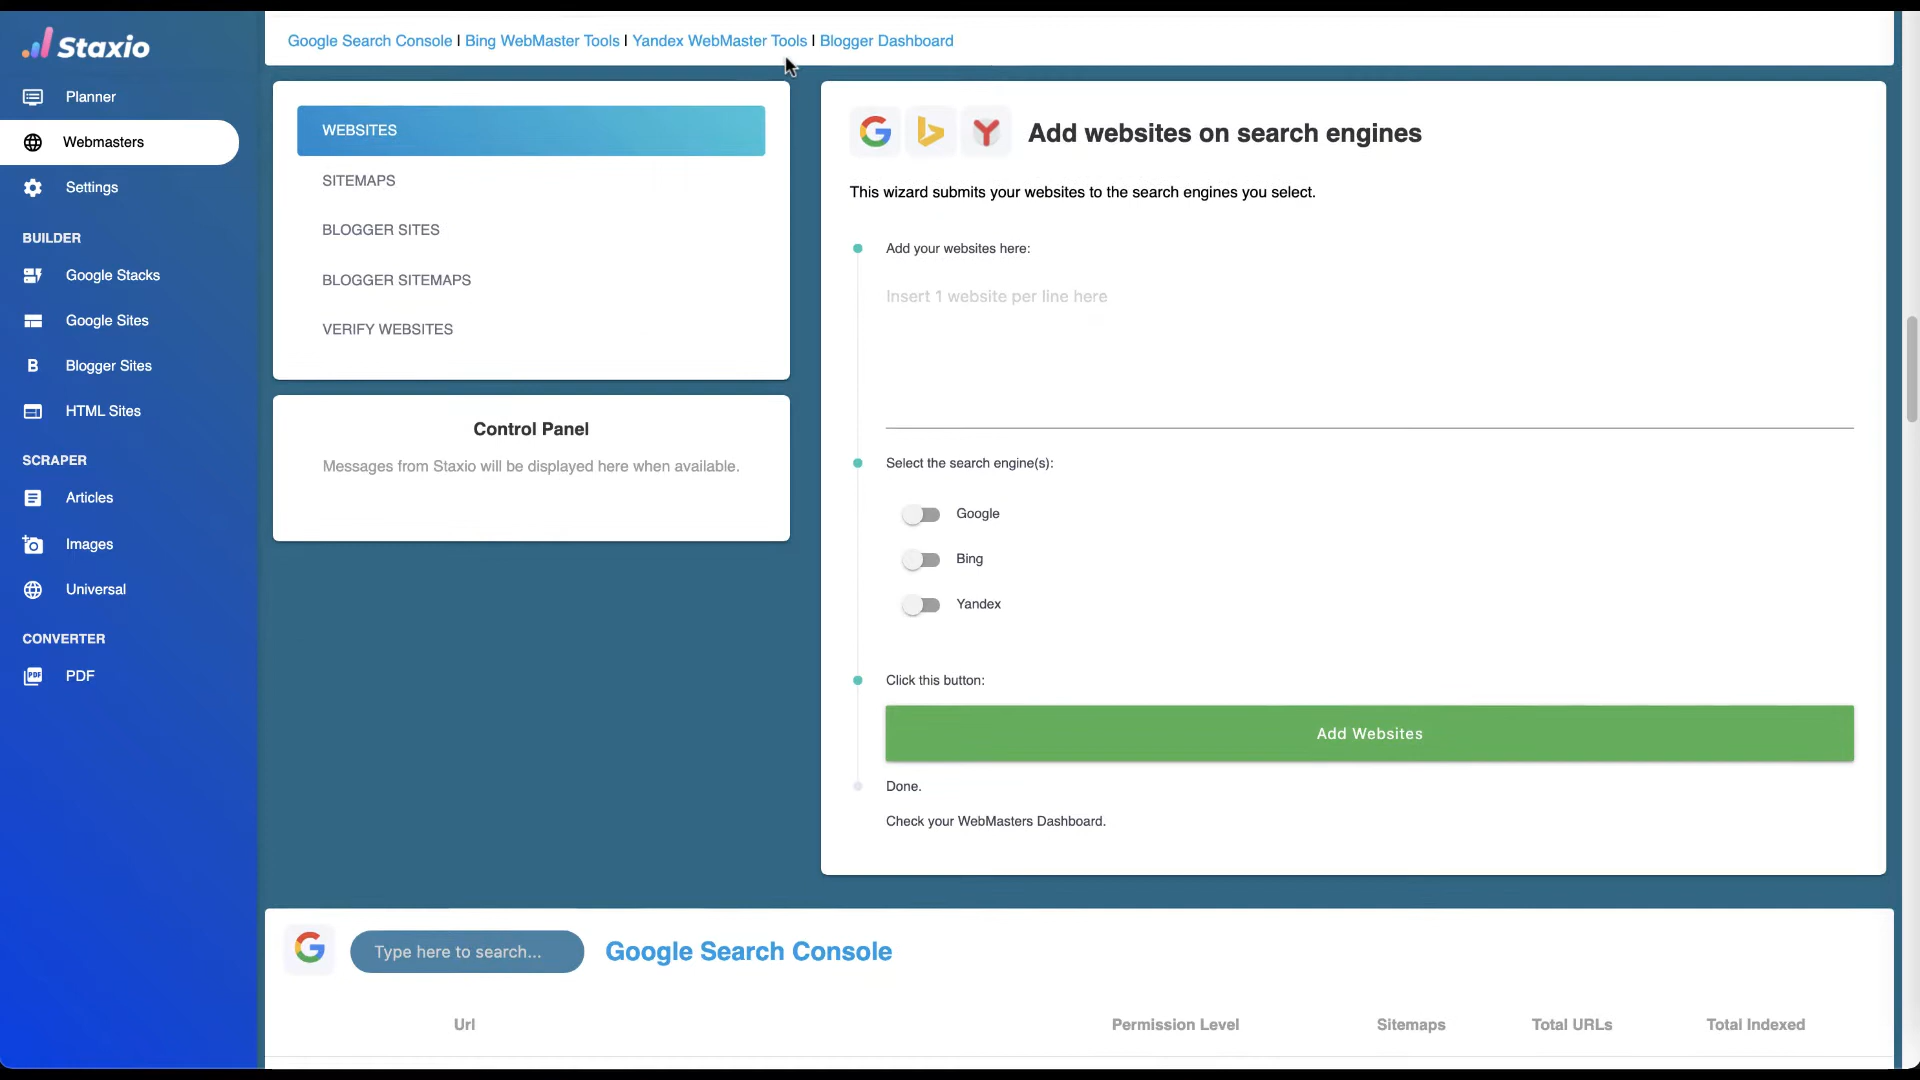 Staxio
Planner
Webmasters
Settings
BUILDER
Google Stacks
Google Sites
B Blogger Sites
HTML Sites
SCRAPER
Articles
Images
Universal
CONVERTER
PDF PDF
Google Search Console | Bing WebMaster Tools | Yandex WebMaster Tools | Blogger Dashboard
WEBSITES
SITEMAPS
BLOGGER SITES
BLOGGER SITEMAPS
VERIFY WEBSITES
Control Panel
Messages from Staxio will be displayed here when available.
Add websites on search engines
This wizard submits your websites to the search engines you select.
Add your websites here:
Insert 1 website per line here
Select the search engine(s):
Google
Bing
Yandex
Click this button:
Add Websites
Done.
Check your WebMasters Dashboard.
Type here to search...
Google Search Console
Url Permission Level Sitemaps Total URLs Total Indexed